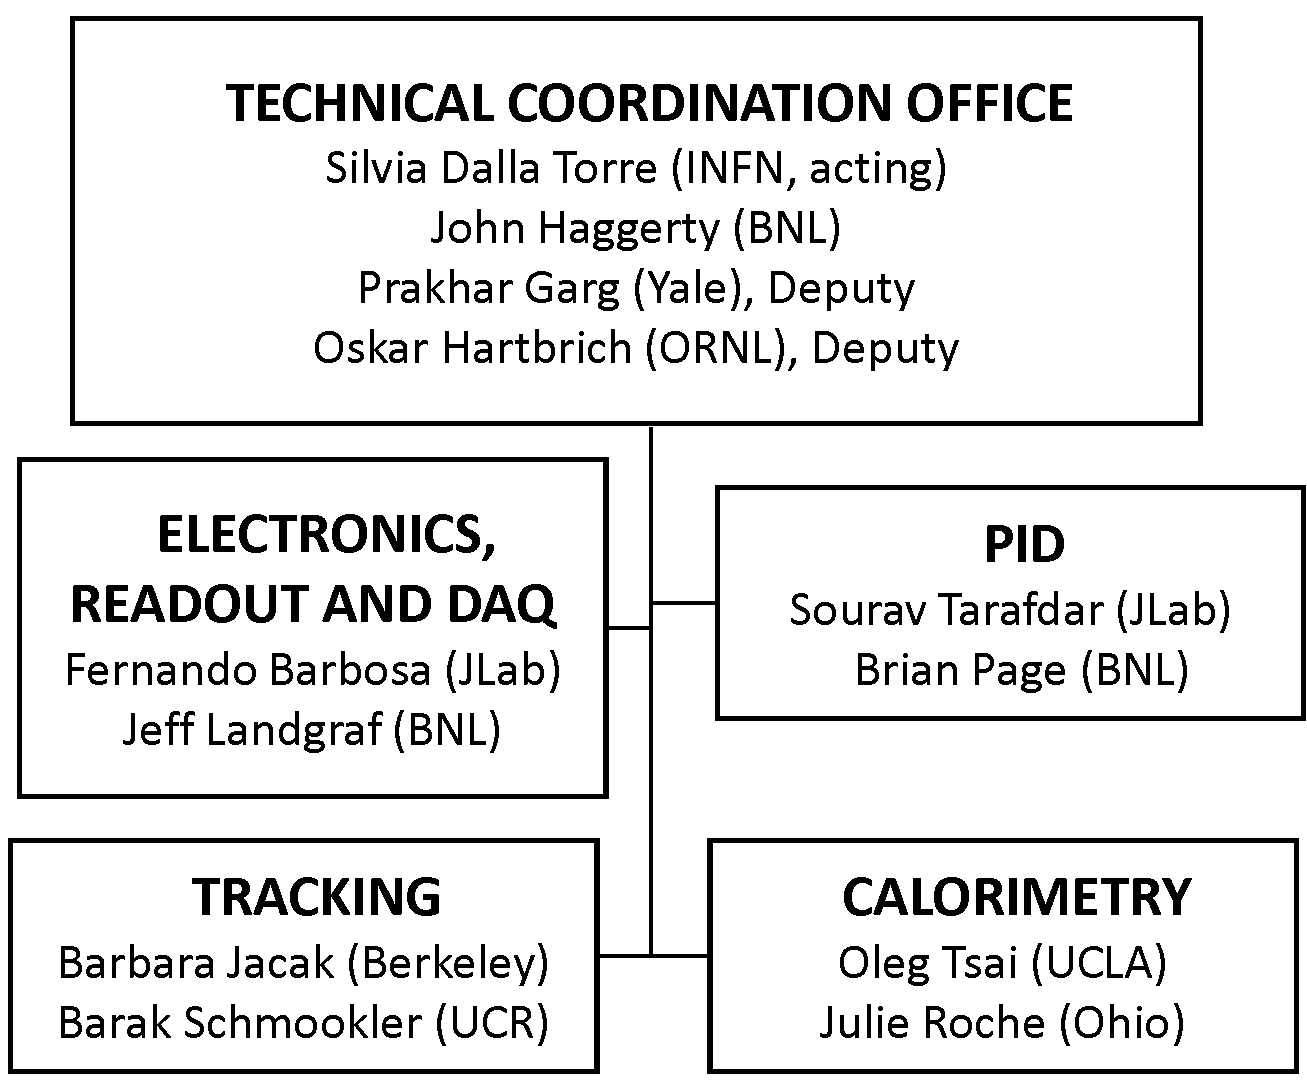 TECHNICAL COORDINATION OFFICE
Silvia Dalla Torre (INFN, acting)
John Haggerty (BNL)
Prakhar Garg (Yale), Deputy
Oskar Hartbrich (ORNL), Deputy
ELECTRONICS,
READOUT AND DAQ
Fernando Barbosa (JLab)
Jeff Landgraf (BNL)
PID
Sourav Tarafdar (JLab)
Brian Page (BNL)
TRACKING
Barbara Jacak (Berkeley)
Barak Schmookler (UCR)
CALORIMETRY
Oleg Tsai (UCLA)
Julie Roche (Ohio)